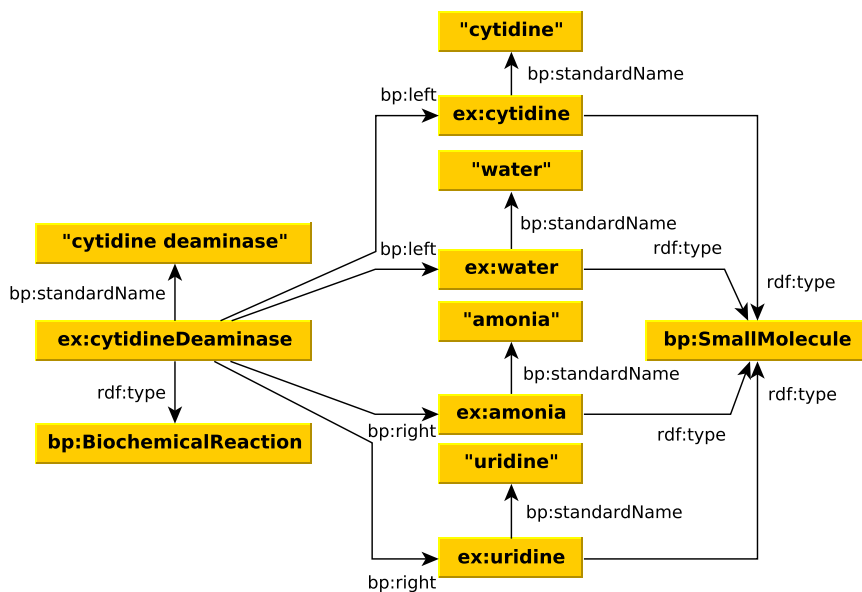 "cytidine"
bp:standardName
bp:left
ex:cytidine
"water"
bp:standardName
"cytidine deaminase"
bp:left
rdf:type
ex:water
rdf:type
bp:standardName
"amonia"
ex:cytidineDeaminase
bp:SmallMolecule
bp:standardName
rdf:type
rdf:type
ex:amonia
bp:right
rdf:type
bp:BiochemicalReaction
"uridine"
bp:standardName
ex:uridine
bp:right